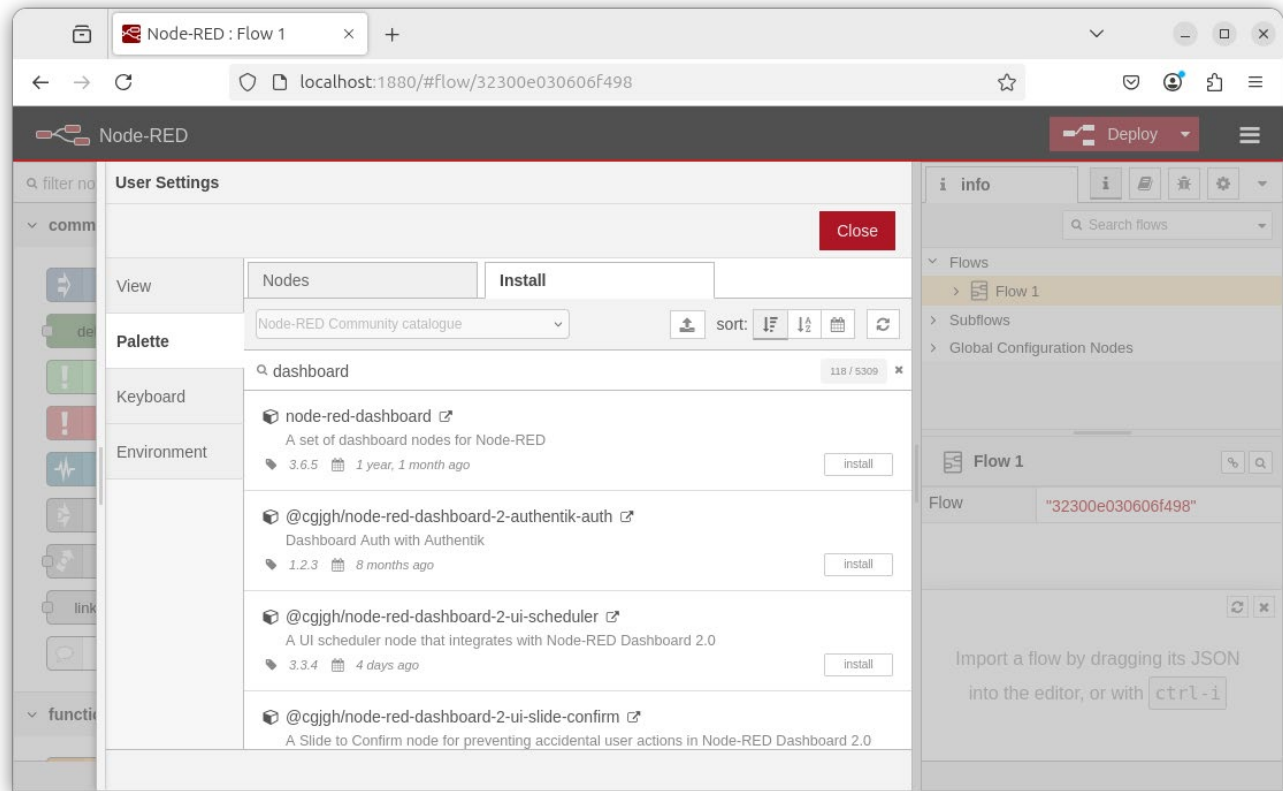 Node-RED : Flow 1
localhost:1880/#flow/32300e030606f498
Node-RED
Deploy
filter no
User Settings
i info
i
comm
Close
Search flows
View
Nodes
Install
Flows
Flow 1
Node-RED Community catalogue
sort:
Subflows
del
Palette
Global Configuration Nodes
dashboard
118 / 5309
Keyboard
node-red-dashboard
A set of dashboard nodes for Node-RED
Environment
3.6.5
1 year, 1 month ago
install
Flow 1
Flow
"32300e030606f498"
@cgjgh/node-red-dashboard-2-authentik-auth
Dashboard Auth with Authentik
1.2.3
8 months ago
install
link
@cgjgh/node-red-dashboard-2-ui-scheduler
A UI scheduler node that integrates with Node-RED Dashboard 2.0
3.3.4
4 days ago
install
Import a flow by dragging its JSON
into the editor, or with ctrl-i
functio
@cgjgh/node-red-dashboard-2-ui-slide-confirm
A Slide to Confirm node for preventing accidental user actions in Node-RED Dashboard 2.0